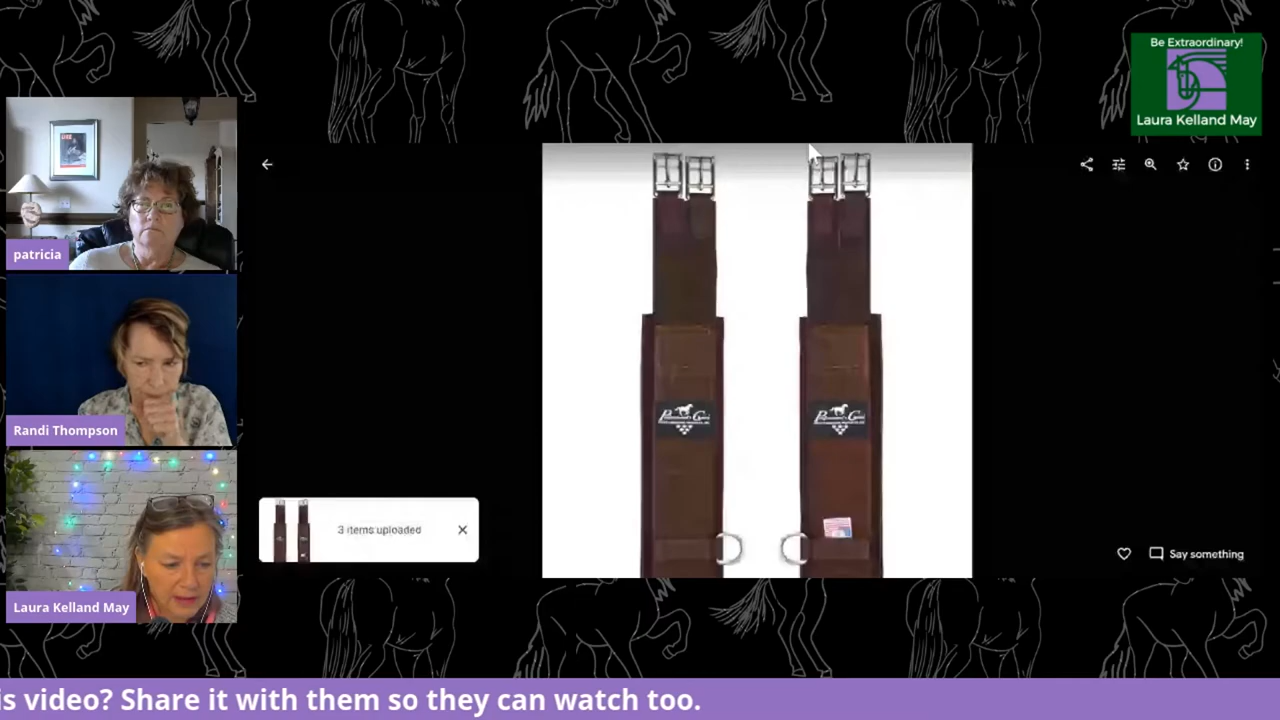 Be Extraordinary!
Laura Kelland May
patricia
Randi Thompson
Laura Kelland May
3 items uploaded
Say something
is video? Share it with them so they can watch too.